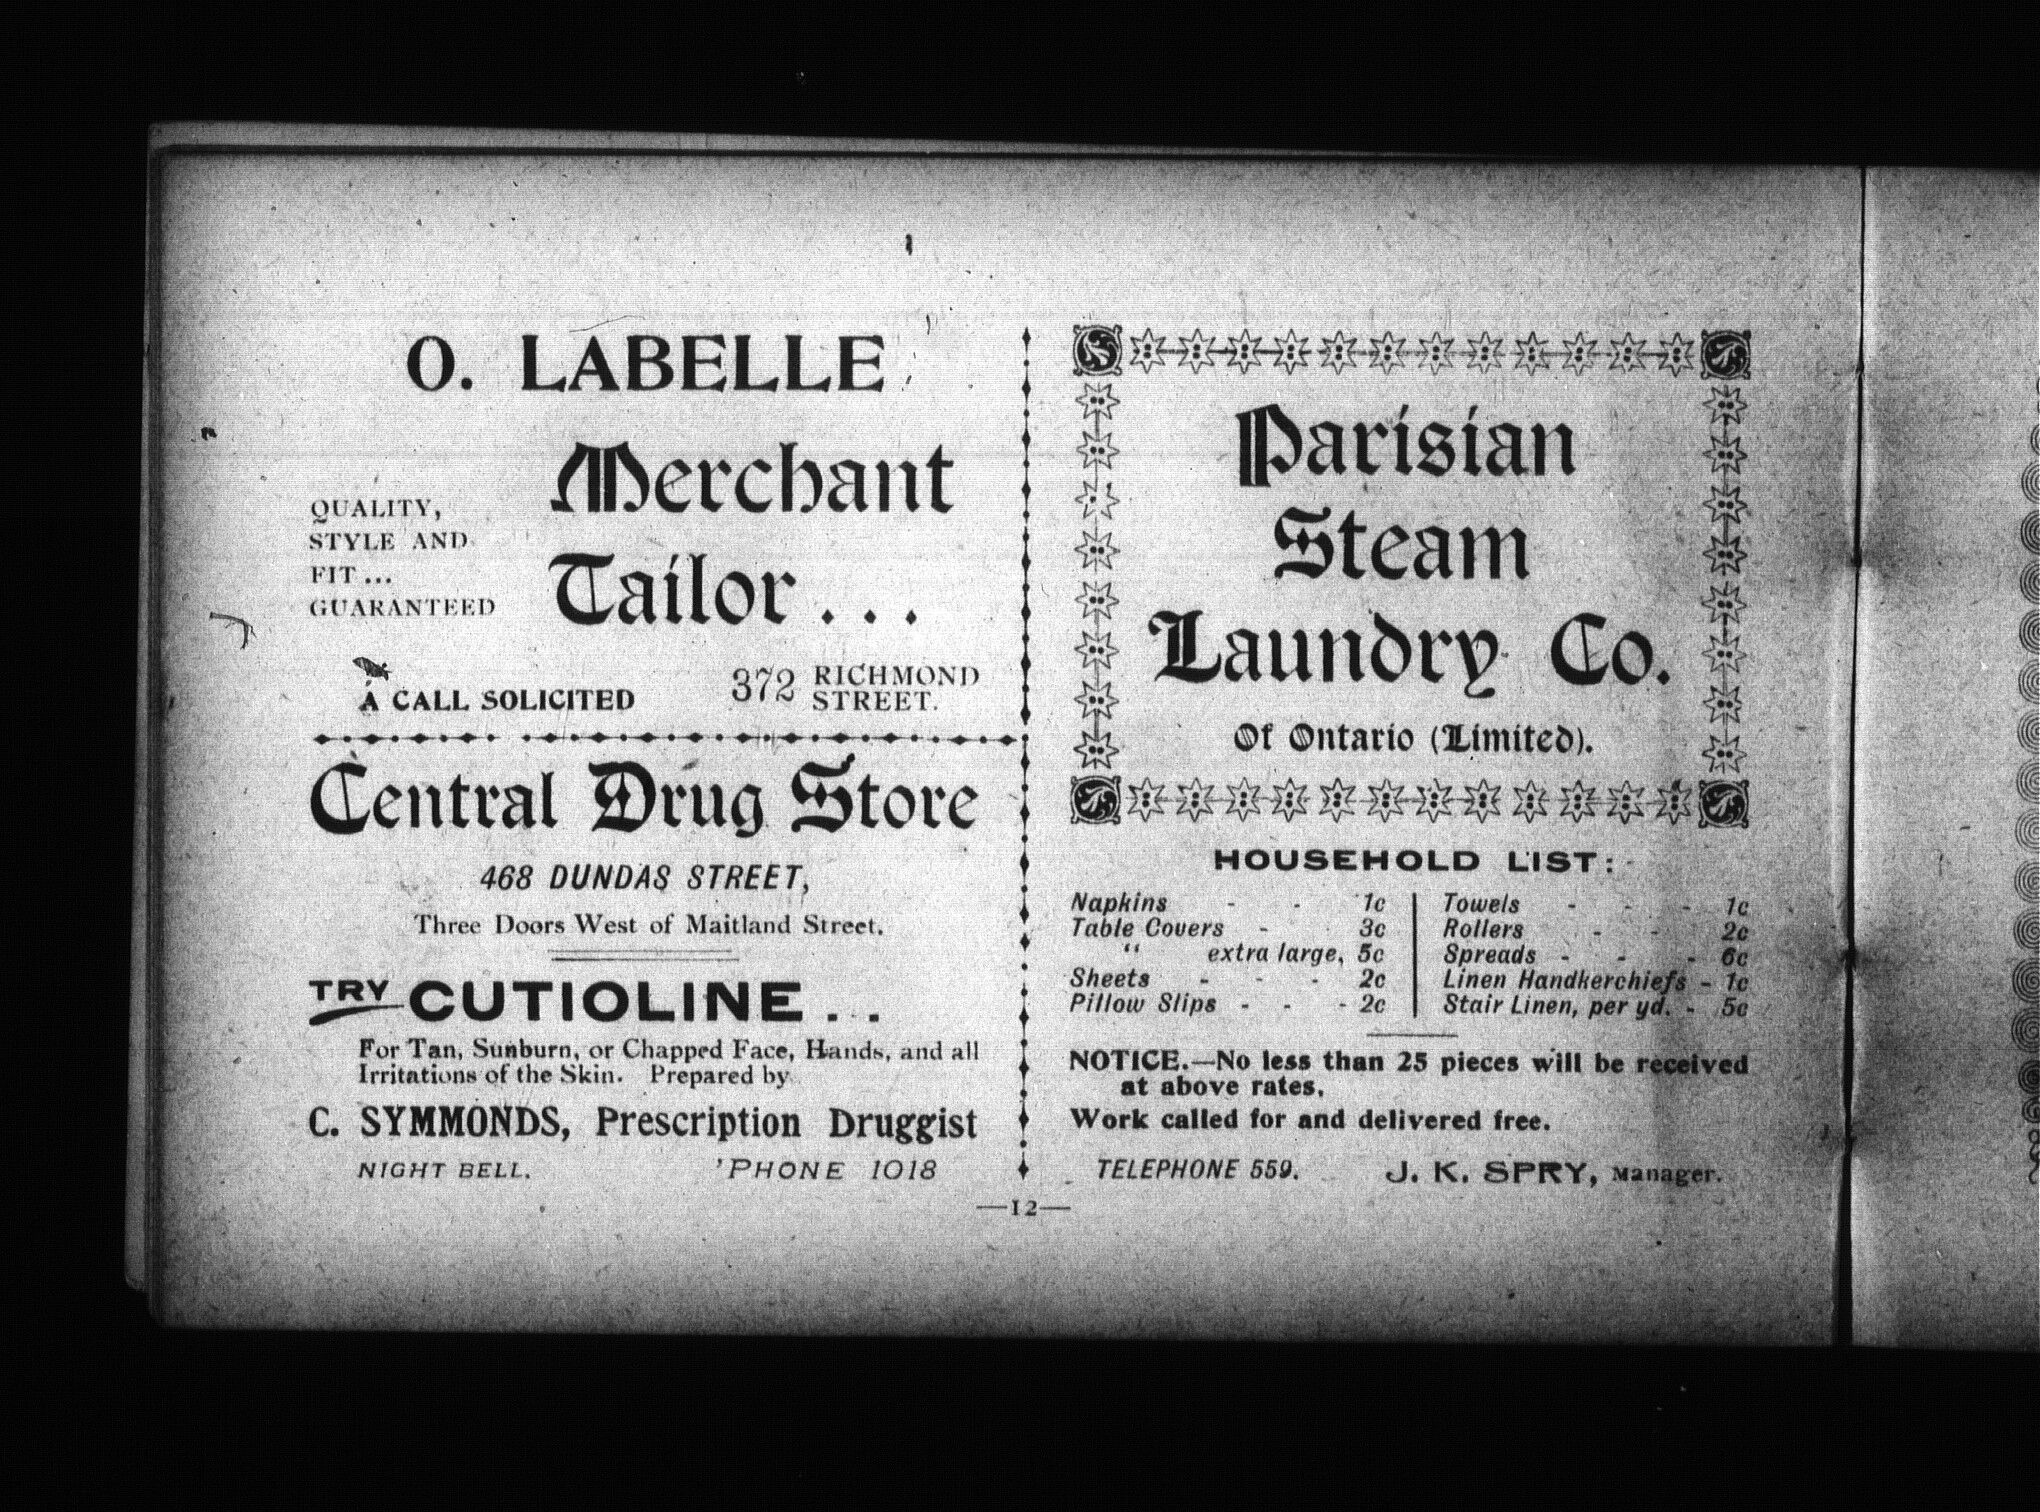 O. LABELLE
Merchant
Tailor . . .
QUALITY,
STYLE AND
FIT ...
GUARANTEED
A CALL SOLICITED
372 RICHMOND
STREET.
Central Drug Store
468 DUNDAS STREET,
Three Doors West of Maitland Street.
TRY CUTIOLINE . .
For Tan, Sunburn, or Chapped Face, Hands, and all
Irritations of the Skin. Prepared by
C. SYMMONDS, Prescription Druggist
NIGHT BELL. 'PHONE 1018
Parisian
Steam
Laundry Co.
Of Ontario (Limited).
HOUSEHOLD LIST:
Napkins - - 1c
Table Covers - 3c
" extra large, 5c
Sheets - - - 2c
Pillow Slips - - - 2c
Towels - - - 1c
Rollers - - 2c
Spreads - - - 6c
Linen Handkerchiefs - 1c
Stair Linen, per yd. - 5c
NOTICE.—No less than 25 pieces will be received
at above rates.
Work called for and delivered free.
TELEPHONE 559. J. K. SPRY, Manager.
—12—